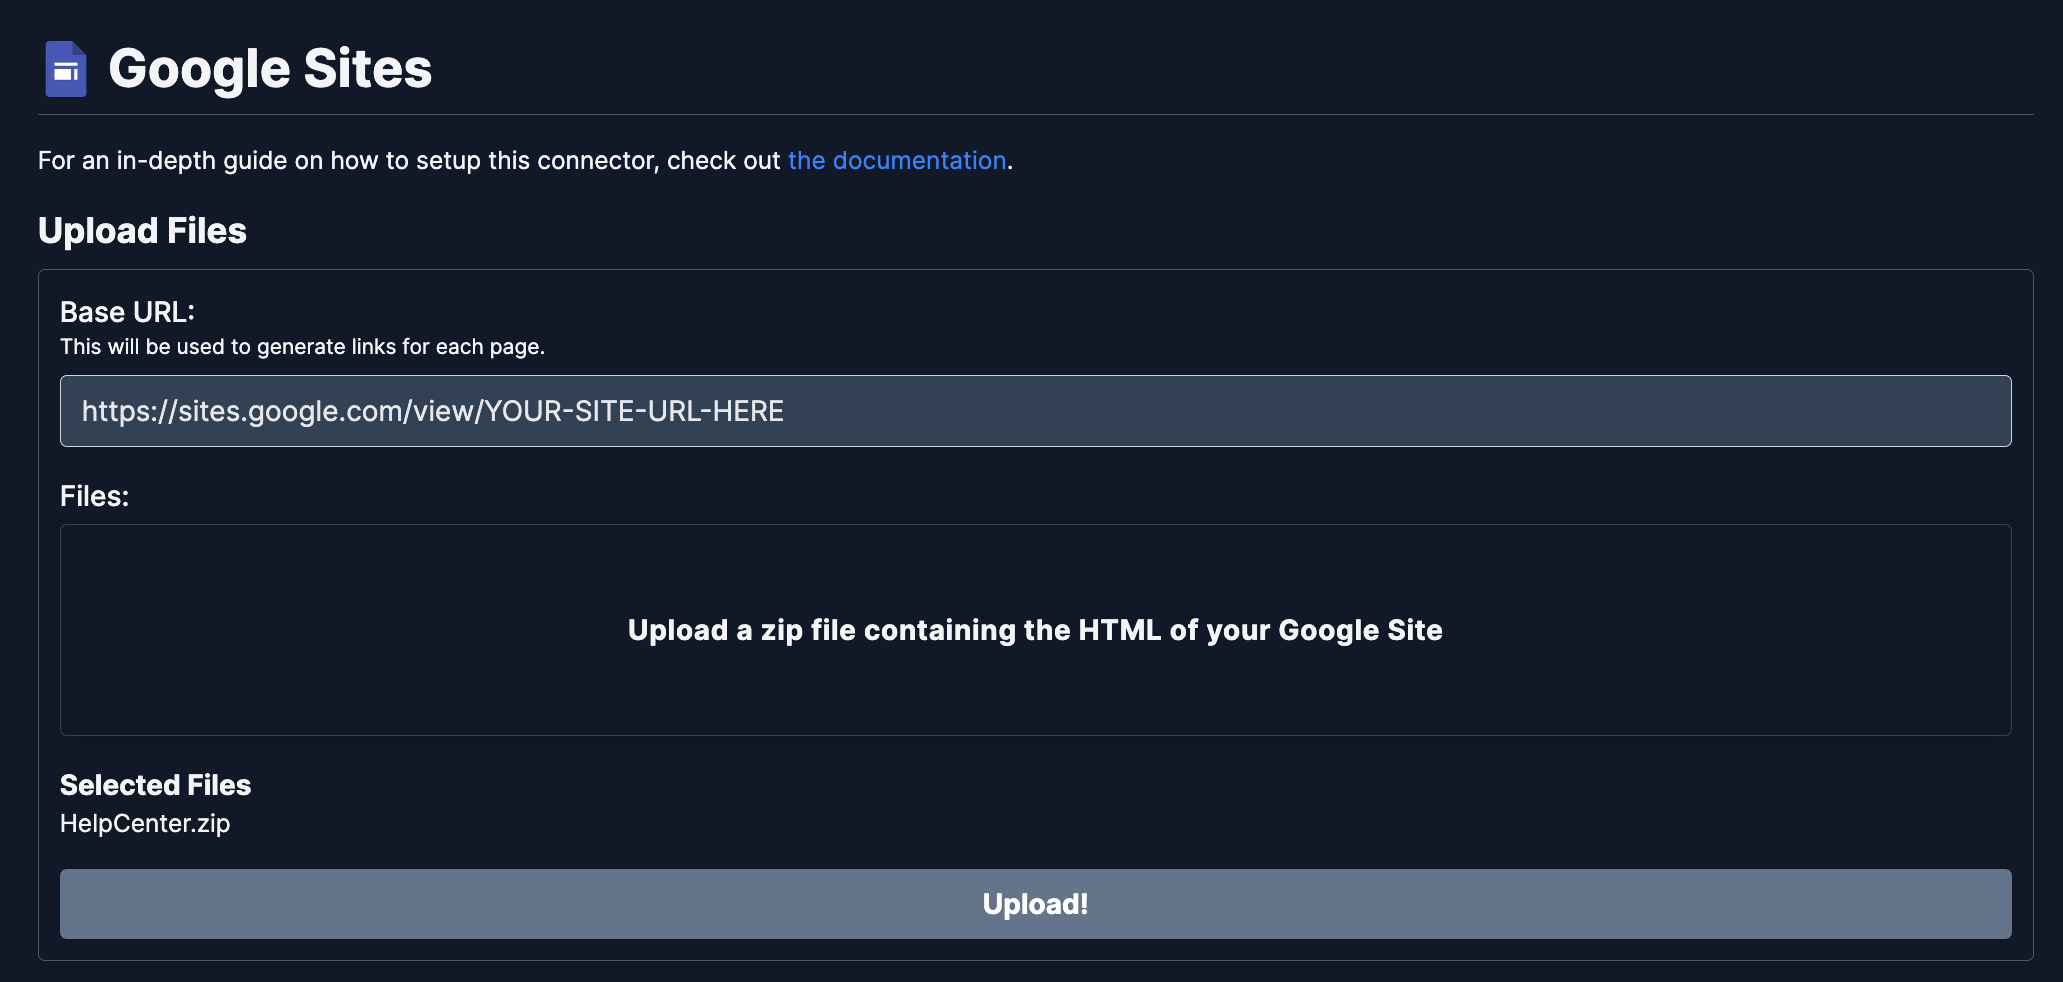 Google Sites
For an in-depth guide on how to setup this connector, check out the documentation.
Upload Files
Base URL:
This will be used to generate links for each page.
https://sites.google.com/view/YOUR-SITE-URL-HERE
Files:
Upload a zip file containing the HTML of your Google Site
Selected Files
HelpCenter.zip
Upload!